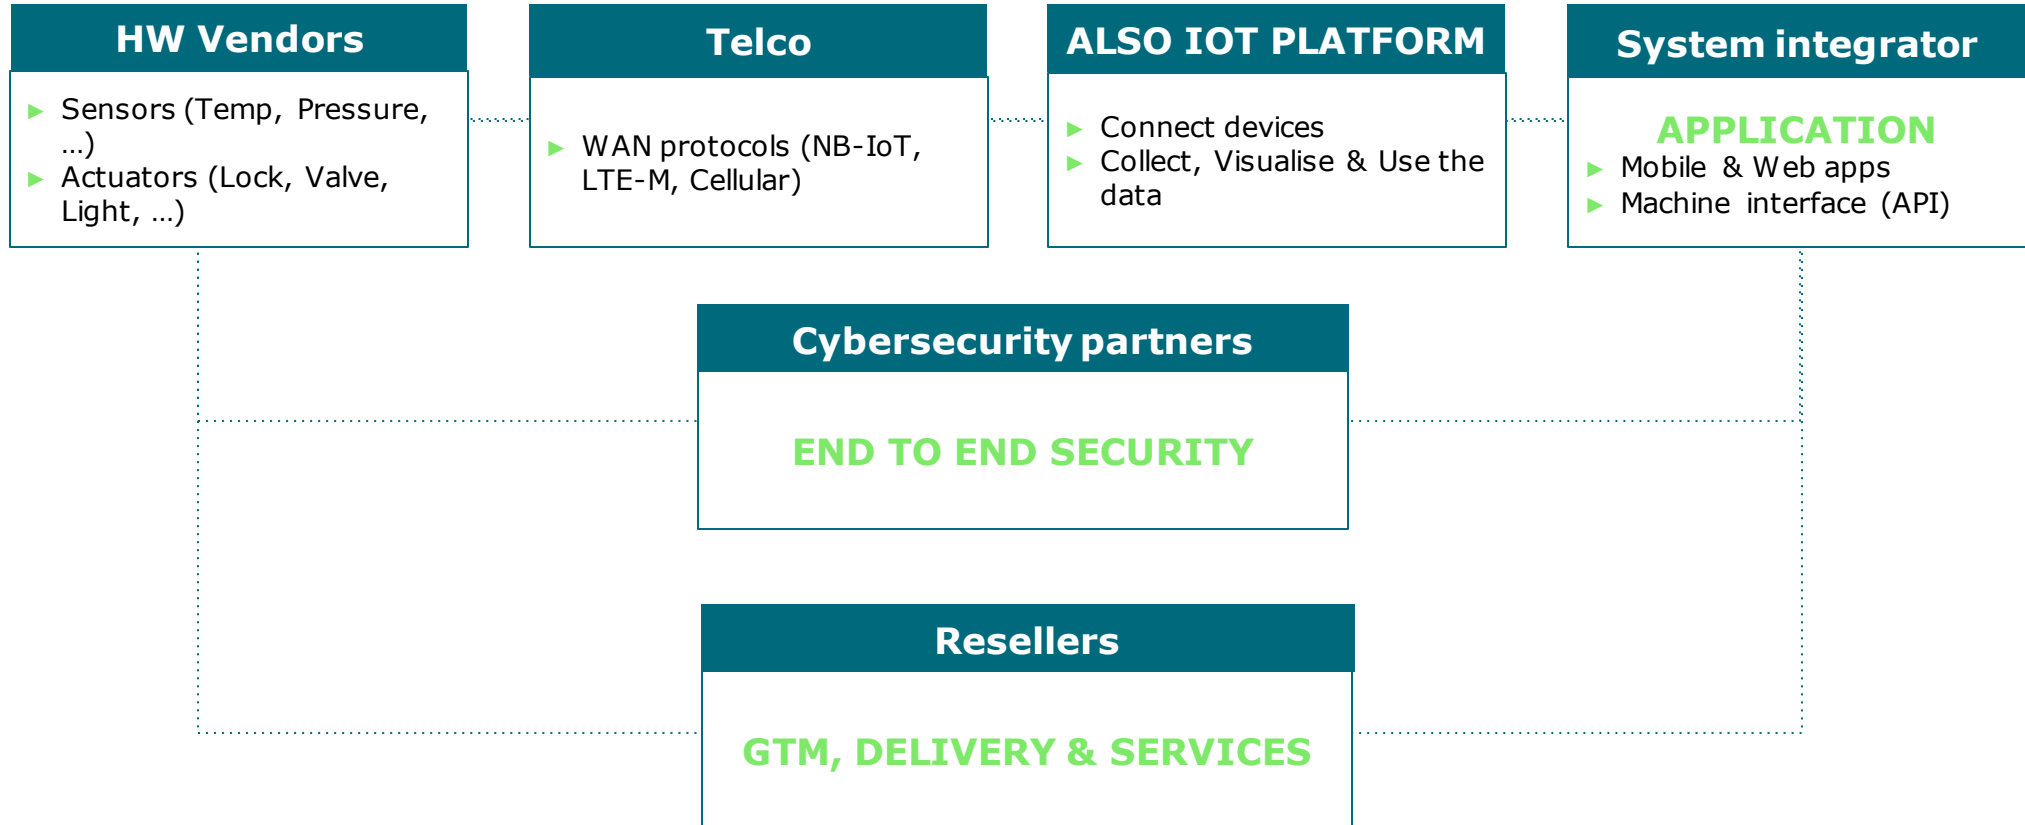 HW Vendors
Sensors (Temp, Pressure,
...)
Actuators (Lock, Valve,
Light, ...)
Telco
WAN protocols (NB-IoT,
LTE-M, Cellular)
ALSO IOT PLATFORM
Connect devices
Collect, Visualise & Use the
data
System integrator
APPLICATION
Mobile & Web apps
Machine interface (API)
Cybersecurity partners
END TO END SECURITY
Resellers
GTM, DELIVERY & SERVICES